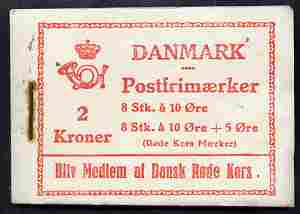 DANMARK
Postfrimærker
2
Kroner
8 Stk. à 10 Øre
8 Stk. à 10 Øre + 5 Øre
(Røde Kors Mærker)
Bliv Medlem af Dansk Røde Kors.